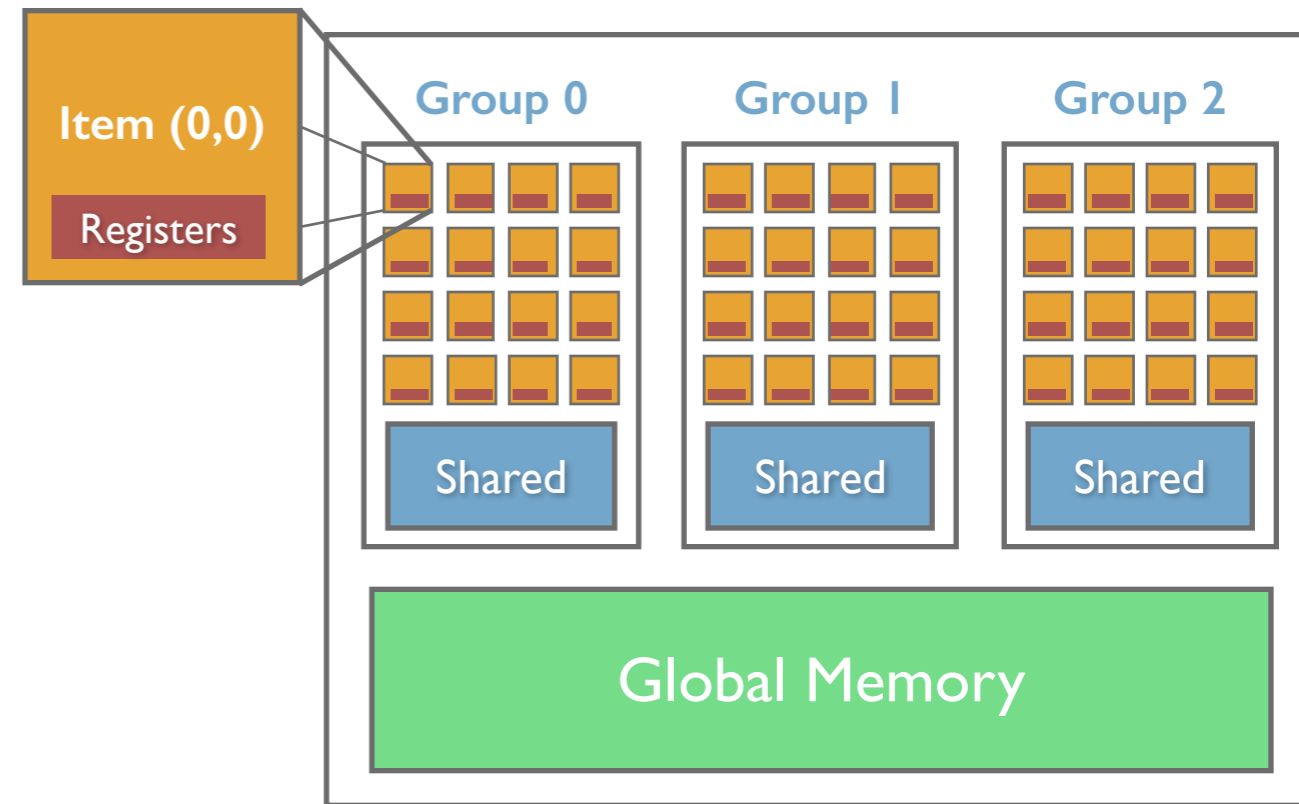 Item (0,0)
Registers
Group 0
Group 1
Group 2
Shared
Shared
Shared
Global Memory